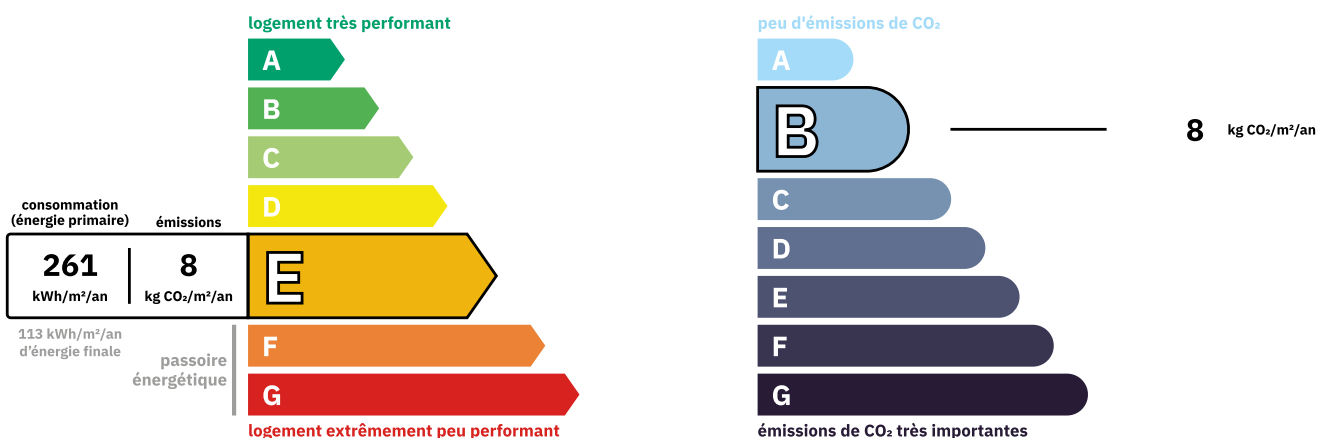 logement très performant
A
B
C
D
consommation
(énergie primaire)
émissions
261
kWh/m²/an
8
kg CO₂/m²/an
E
113 kWh/m²/an
d'énergie finale
passoire
énergétique
F
G
logement extrêmement peu performant
peu d'émissions de CO₂
A
B
8 kg CO₂/m²/an
C
D
E
F
G
émissions de CO₂ très importantes